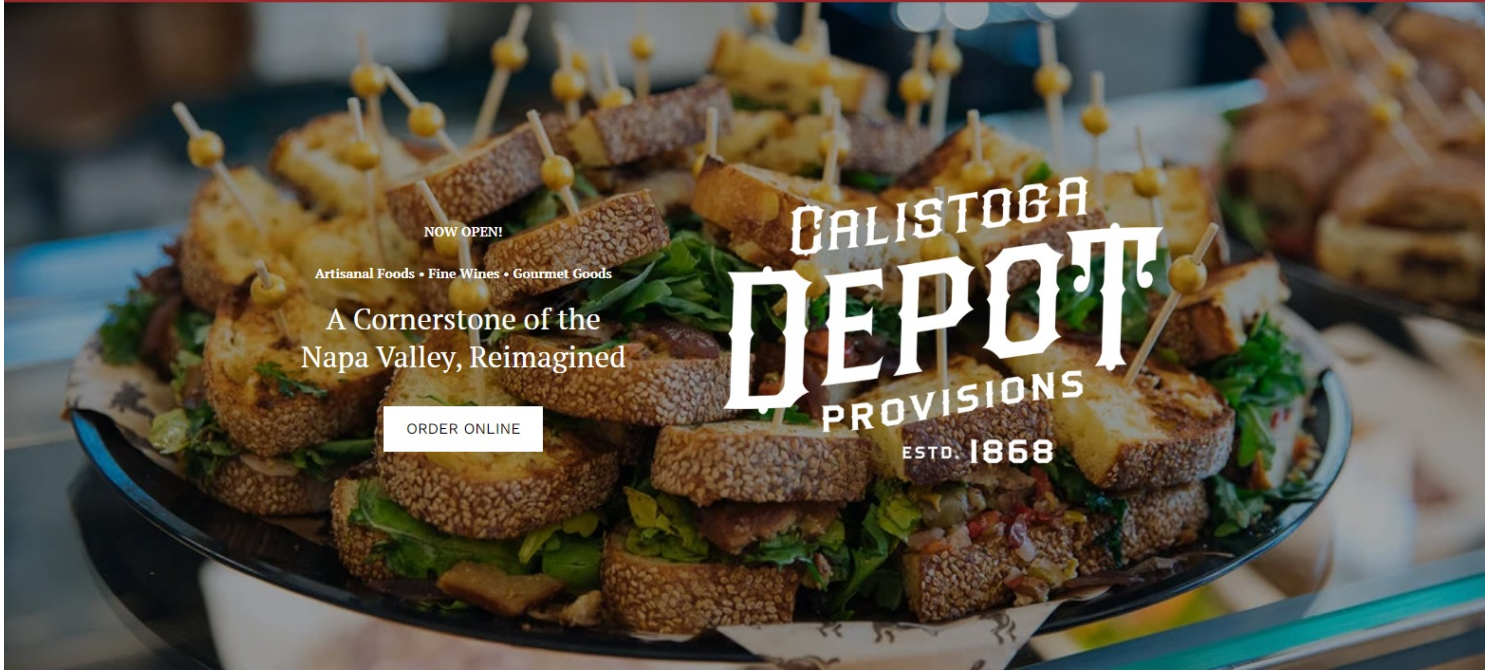 NOW OPEN!
Artisanal Foods • Fine Wines • Gourmet Goods
A Cornerstone of the
Napa Valley, Reimagined
ORDER ONLINE
CALISTOGA
DEPOT
PROVISIONS
ESTD. 1868